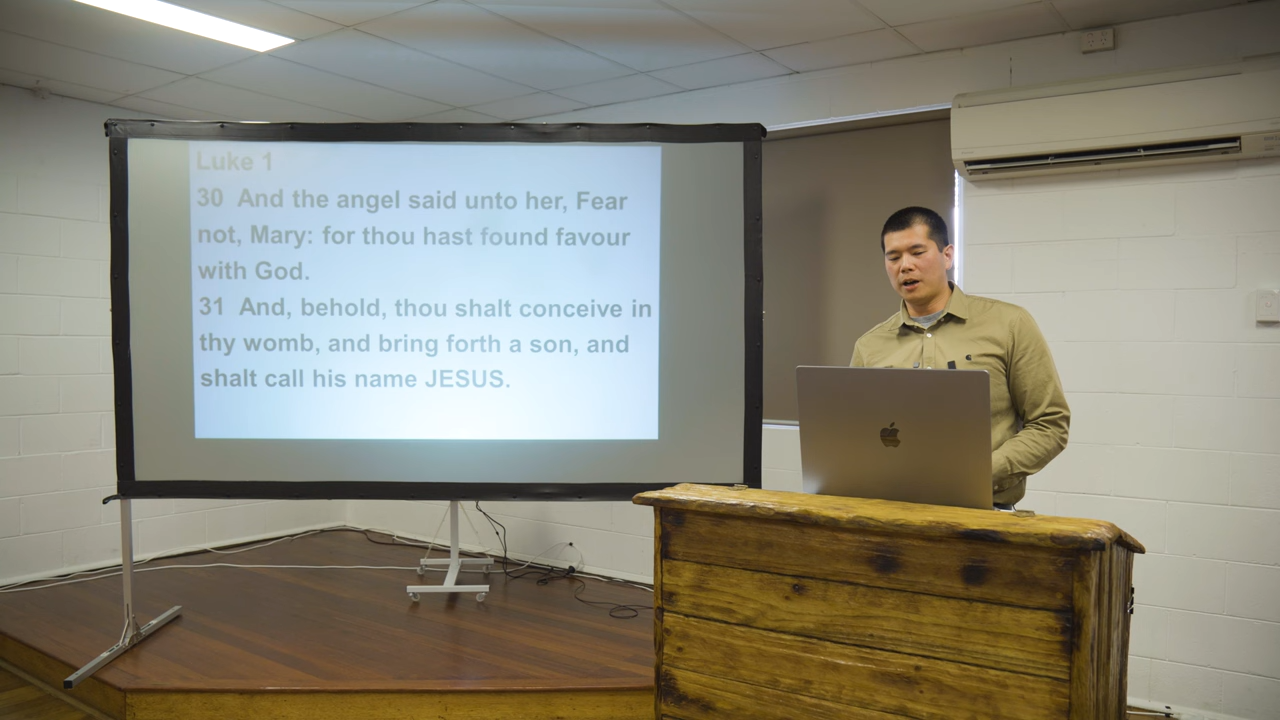 Luke 1
30 And the angel said unto her, Fear
not, Mary: for thou hast found favour
with God.
31 And, behold, thou shalt conceive in
thy womb, and bring forth a son, and
shalt call his name JESUS.